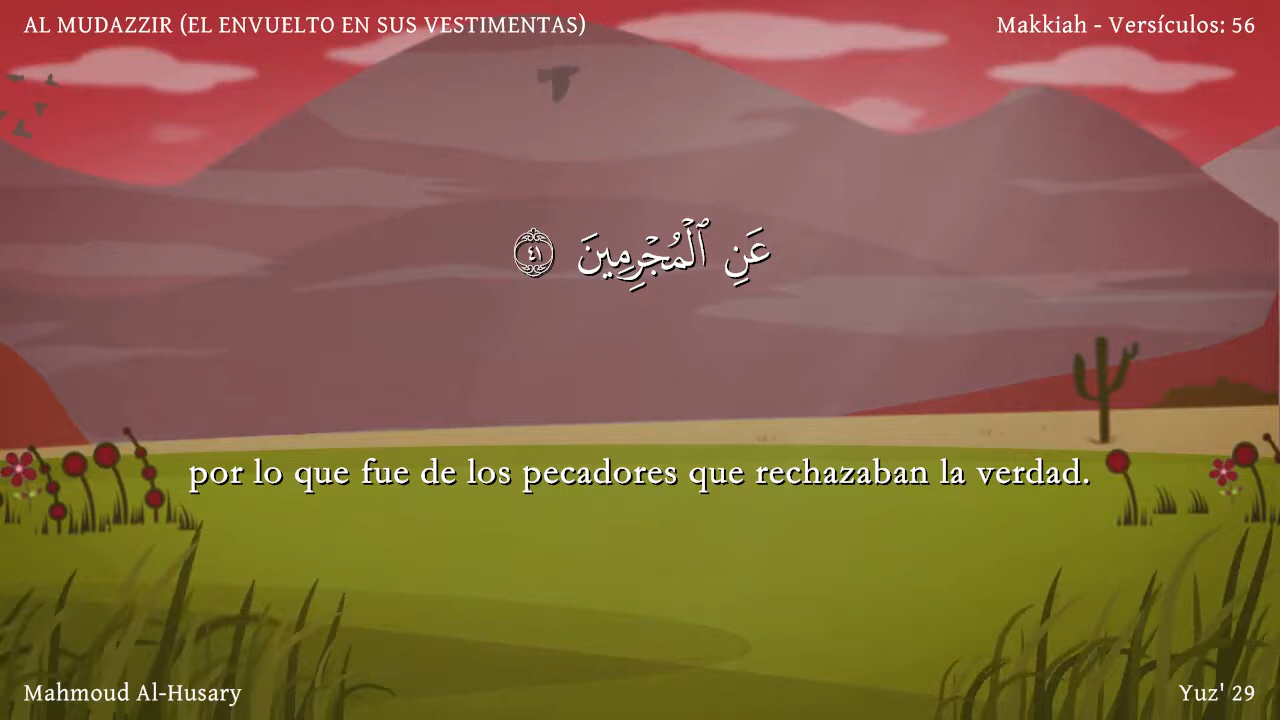 AL MUDAZZIR (EL ENVUELTO EN SUS VESTIMENTAS)
Makkiah - Versículos: 56
عَنِ ٱلْمُجْرِمِينَ ٤١
por lo que fue de los pecadores que rechazaban la verdad.
Mahmoud Al-Husary
Yuz' 29